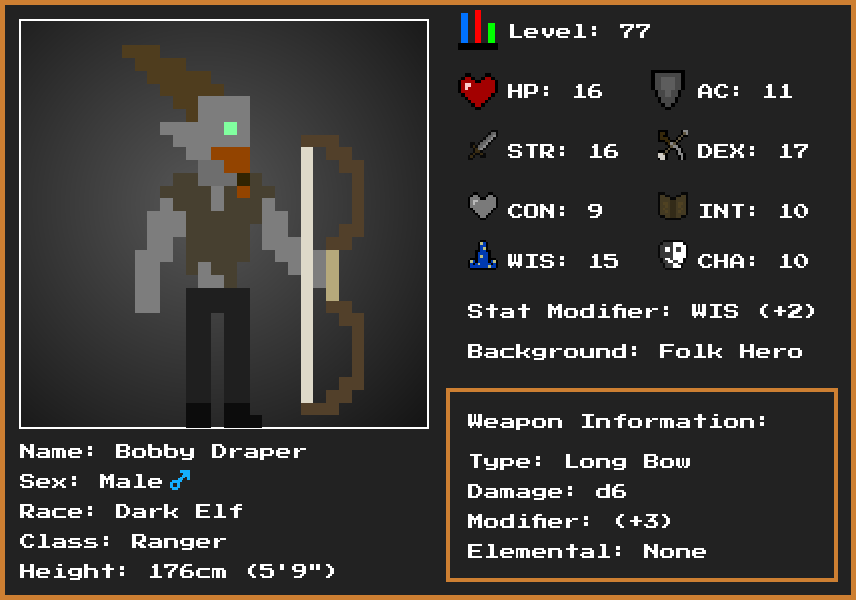 Level: 77
HP: 16
AC: 11
STR: 16
DEX: 17
CON: 9
INT: 10
WIS: 15
CHA: 10
Stat Modifier: WIS (+2)
Background: Folk Hero
Name: Bobby Draper
Sex: Male♂
Race: Dark Elf
Class: Ranger
Height: 176cm (5'9")
Weapon Information:
Type: Long Bow
Damage: d6
Modifier: (+3)
Elemental: None